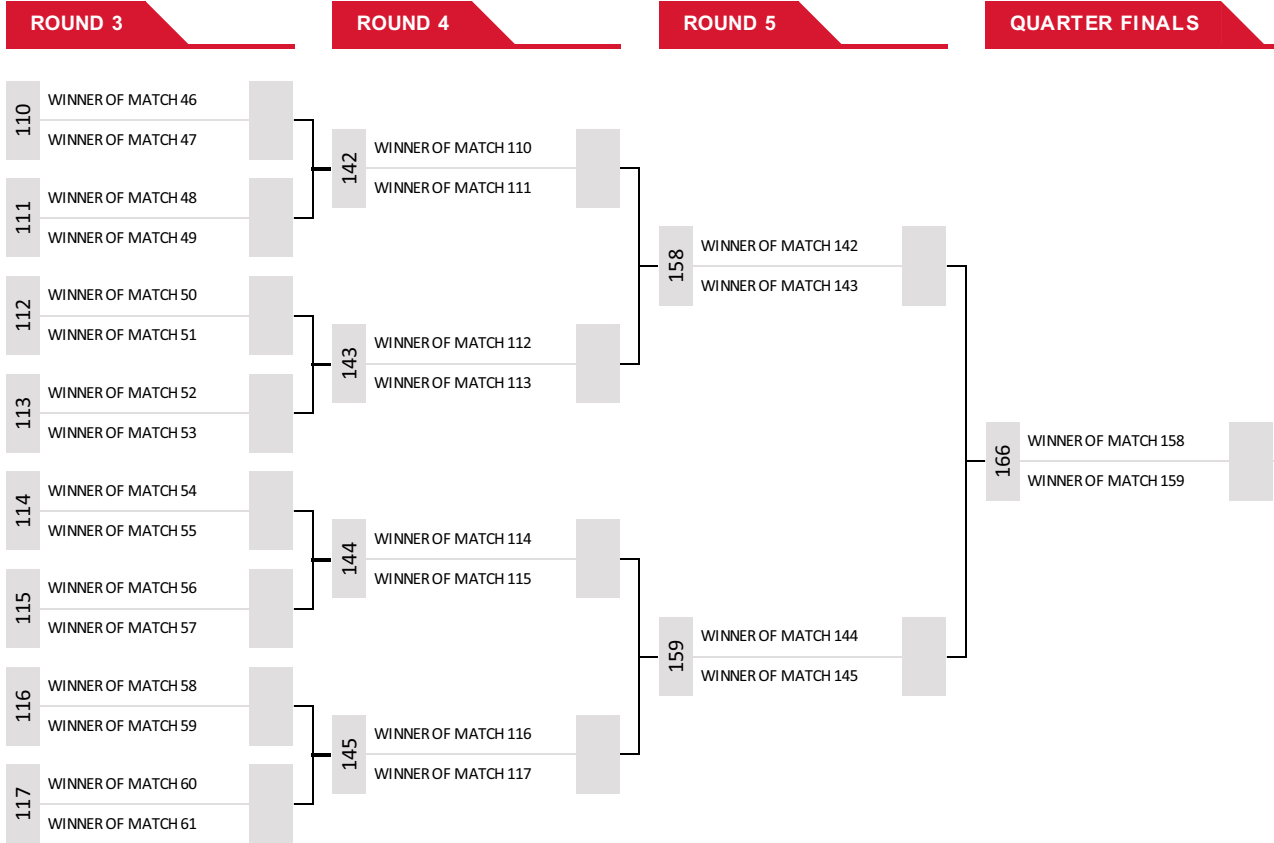 ROUND 3
ROUND 4
ROUND 5
QUARTER FINALS
110
WINNER OF MATCH 46
WINNER OF MATCH 47
111
WINNER OF MATCH 48
WINNER OF MATCH 49
112
WINNER OF MATCH 50
WINNER OF MATCH 51
113
WINNER OF MATCH 52
WINNER OF MATCH 53
114
WINNER OF MATCH 54
WINNER OF MATCH 55
115
WINNER OF MATCH 56
WINNER OF MATCH 57
116
WINNER OF MATCH 58
WINNER OF MATCH 59
117
WINNER OF MATCH 60
WINNER OF MATCH 61
142
WINNER OF MATCH 110
WINNER OF MATCH 111
143
WINNER OF MATCH 112
WINNER OF MATCH 113
144
WINNER OF MATCH 114
WINNER OF MATCH 115
145
WINNER OF MATCH 116
WINNER OF MATCH 117
158
WINNER OF MATCH 142
WINNER OF MATCH 143
159
WINNER OF MATCH 144
WINNER OF MATCH 145
166
WINNER OF MATCH 158
WINNER OF MATCH 159